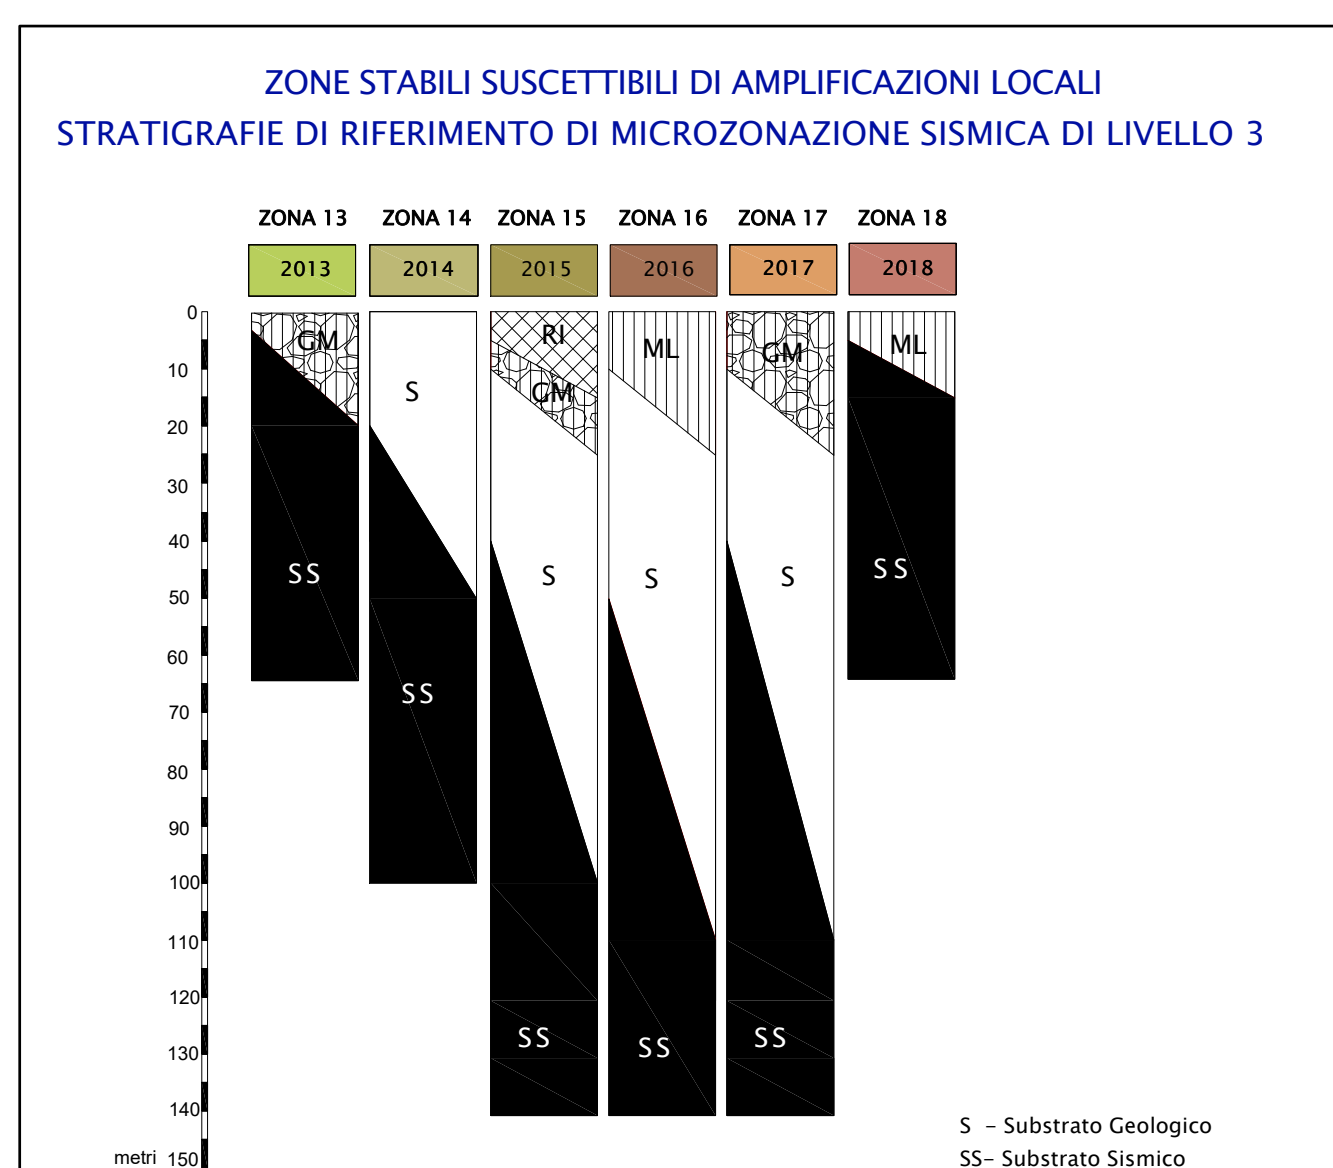 ZONE STABILI SUSCETTIBILI DI AMPLIFICAZIONI LOCALI
STRATIGRAFIE DI RIFERIMENTO DI MICROZONAZIONE SISMICA DI LIVELLO 3
ZONA 13 ZONA 14 ZONA 15 ZONA 16 ZONA 17 ZONA 18
2013 2014 2015 2016 2017 2018
0
RI
GM ML GM ML
10
S GM
20
30
40
SS S S S SS
50
60
SS
70
80
90
100
110
120
SS SS SS
130
140
S - Substrato Geologico
metri 150
SS- Substrato Sismico